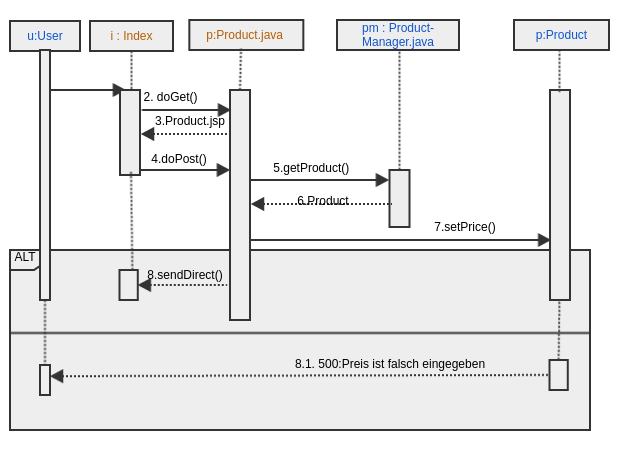 u:User
i : Index
p:Product.java
pm : Product-
Manager.java
p:Product
2. doGet()
3.Product.jsp
4.doPost()
5.getProduct()
6.Product
7.setPrice()
ALT
8.sendDirect()
8.1. 500:Preis ist falsch eingegeben